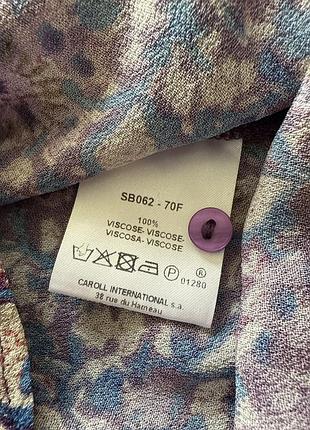 SB062 - 70F
100%
VISCOSE- VISCOSE-
VISCOSA- VISCOSE
P ® 01280
CAROLL INTERNATIONAL s.a.
38 rue du Hameau